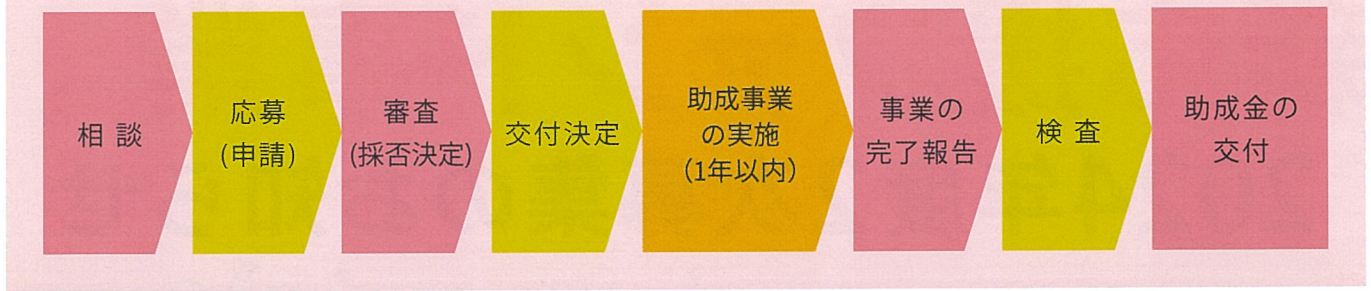 相談
応募
(申請)
審査
(採否決定)
交付決定
助成事業
の実施
(1年以内)
事業の
完了報告
検査
助成金の
交付